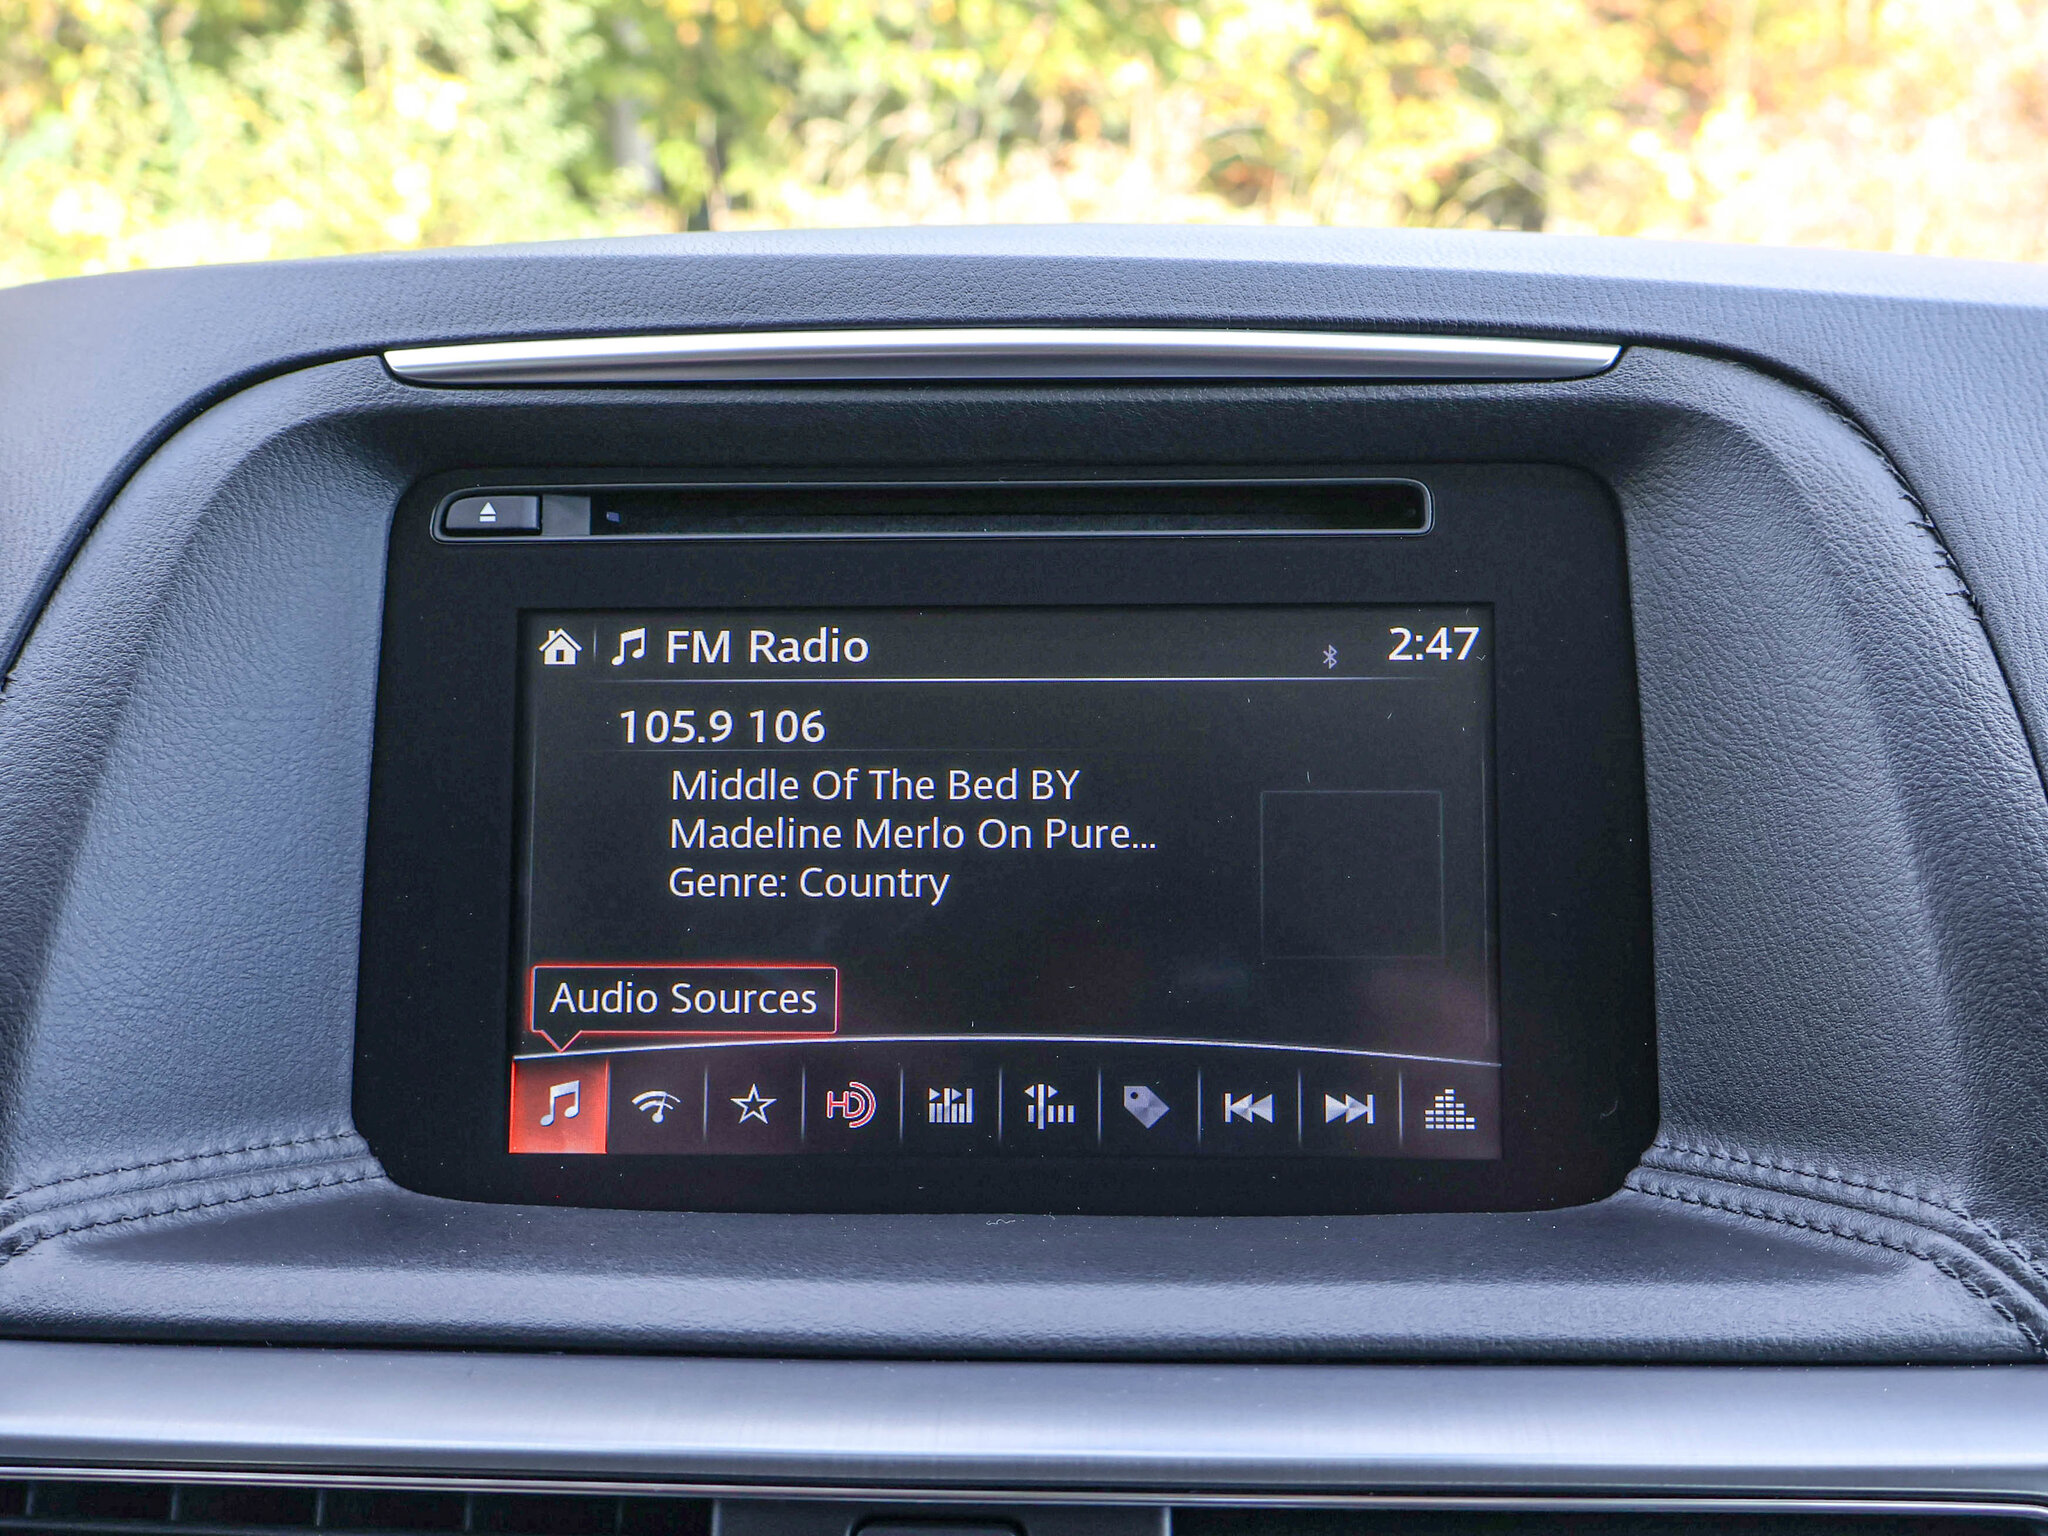 FM Radio
2:47
105.9 106
Middle Of The Bed BY
Madeline Merlo On Pure...
Genre: Country
Audio Sources
HD